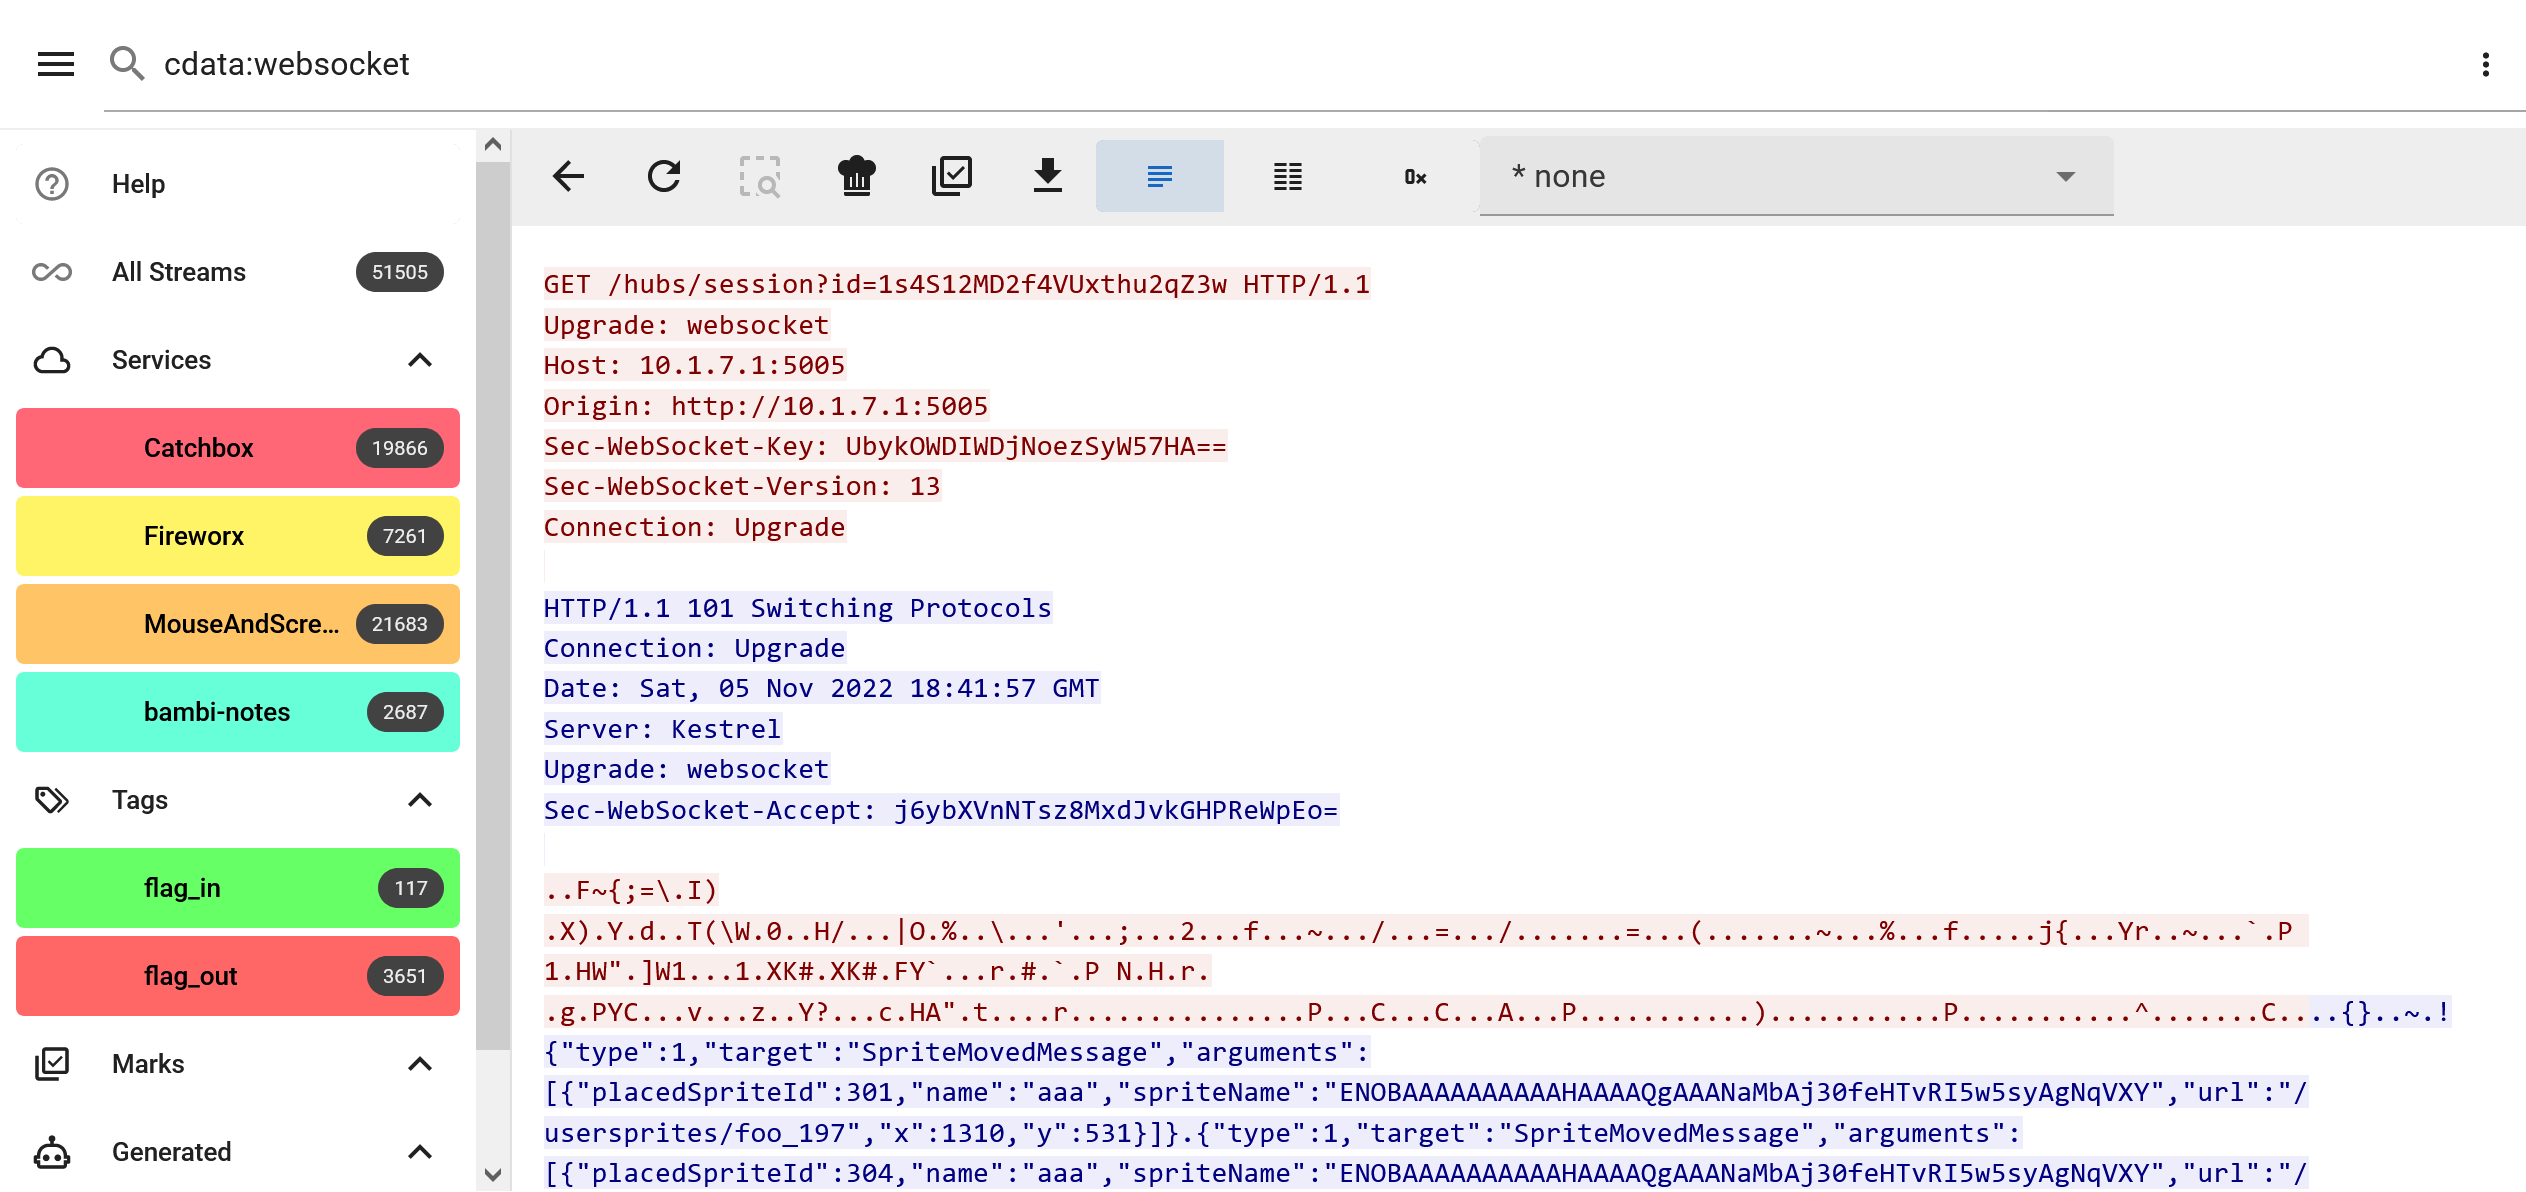 cdata:websocket
Help
All Streams 51505
Services
Catchbox 19866
Fireworx 7261
MouseAndScre... 21683
bambi-notes 2687
Tags
flag_in 117
flag_out 3651
Marks
Generated
0x
* none
GET /hubs/session?id=1s4S12MD2f4VUxthu2qZ3w HTTP/1.1
Upgrade: websocket
Host: 10.1.7.1:5005
Origin: http://10.1.7.1:5005
Sec-WebSocket-Key: UbykOWDIWDjNoezSyW57HA==
Sec-WebSocket-Version: 13
Connection: Upgrade
HTTP/1.1 101 Switching Protocols
Connection: Upgrade
Date: Sat, 05 Nov 2022 18:41:57 GMT
Server: Kestrel
Upgrade: websocket
Sec-WebSocket-Accept: j6ybXVnNTsz8MxdJvkGHPReWpEo=
..F~{;=\.I)
.X).Y.d..T(\W.0..H/...|O.%..\...'...;...2...f...~.../...=.../.......=...(.......~...%...f.....j{...Yr..~...`.P
1.HW".]W1...1.XK#.XK#.FY`...r.#.`.P N.H.r.
.g.PYC...v...z..Y?...c.HA".t....r...............P...C...C...A...P...........)...........P...........^.......C....{}..~.!
{"type":1,"target":"SpriteMovedMessage","arguments":
[{"placedSpriteId":301,"name":"aaa","spriteName":"ENOBAAAAAAAAAAHAAAAQgAAANaMbAj30feHTvRI5w5syAgNqVXY","url":"/
usersprites/foo_197","x":1310,"y":531}]}.{"type":1,"target":"SpriteMovedMessage","arguments":
[{"placedSpriteId":304,"name":"aaa","spriteName":"ENOBAAAAAAAAAAHAAAAQgAAANaMbAj30feHTvRI5w5syAgNqVXY","url":"/